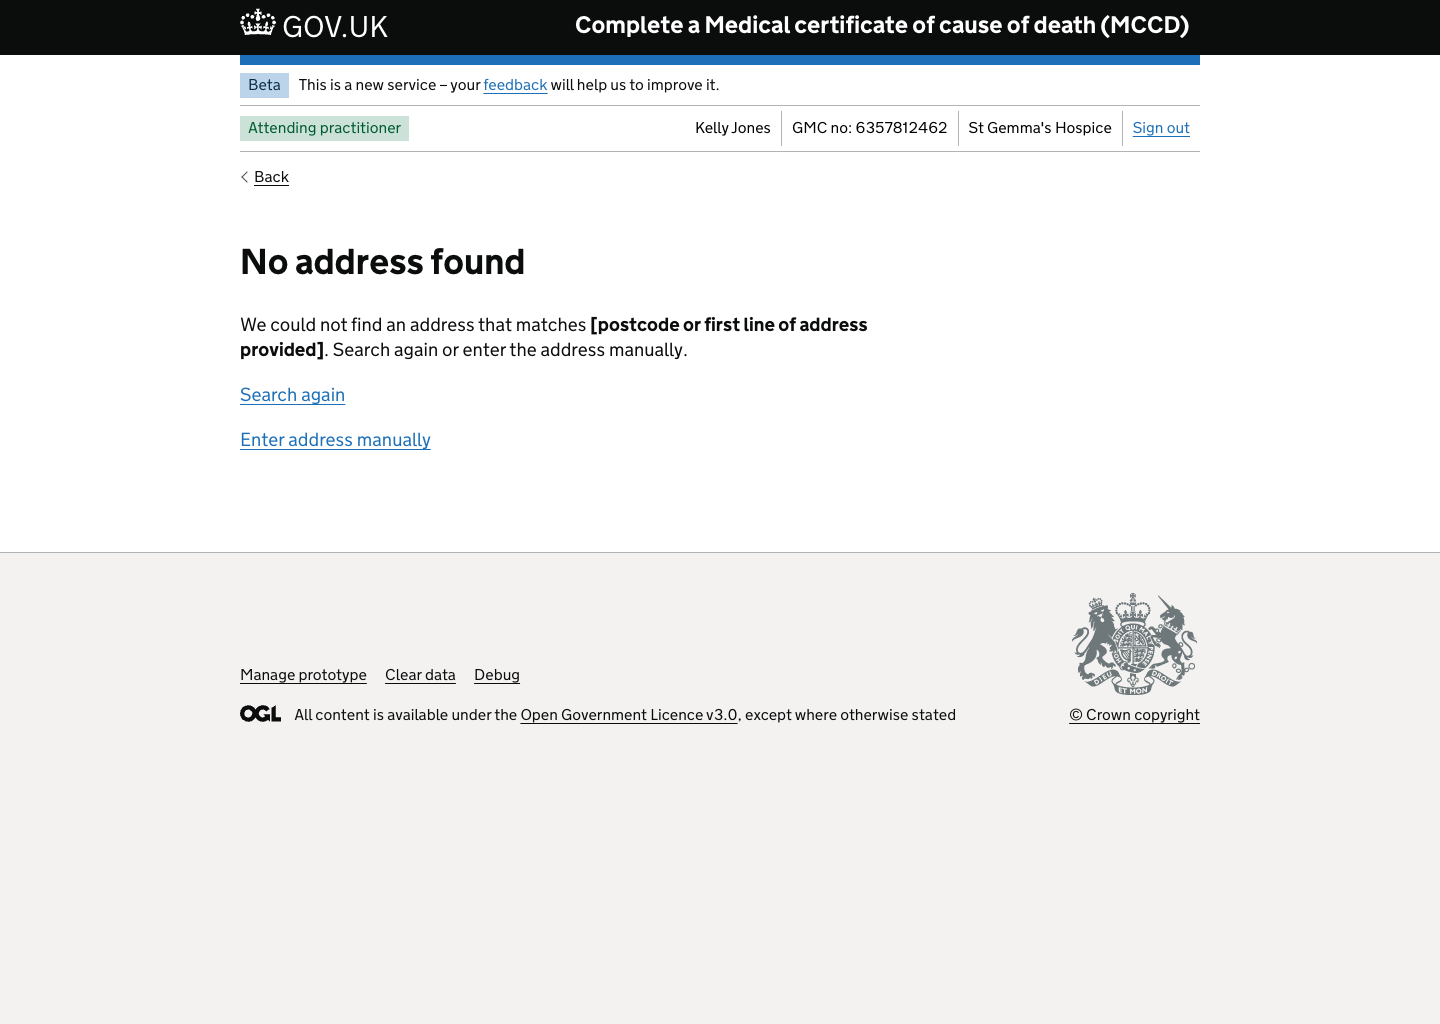 GOV.UK
Complete a Medical certificate of cause of death (MCCD)
Beta
This is a new service – your feedback will help us to improve it.
Attending practitioner
Kelly Jones
GMC no: 6357812462
St Gemma's Hospice
Sign out
Back
No address found
We could not find an address that matches [postcode or first line of address
provided]. Search again or enter the address manually.
Search again
Enter address manually
Manage prototype
Clear data
Debug
OGL
All content is available under the Open Government Licence v3.0, except where otherwise stated
DIEU ET MON DROIT
© Crown copyright